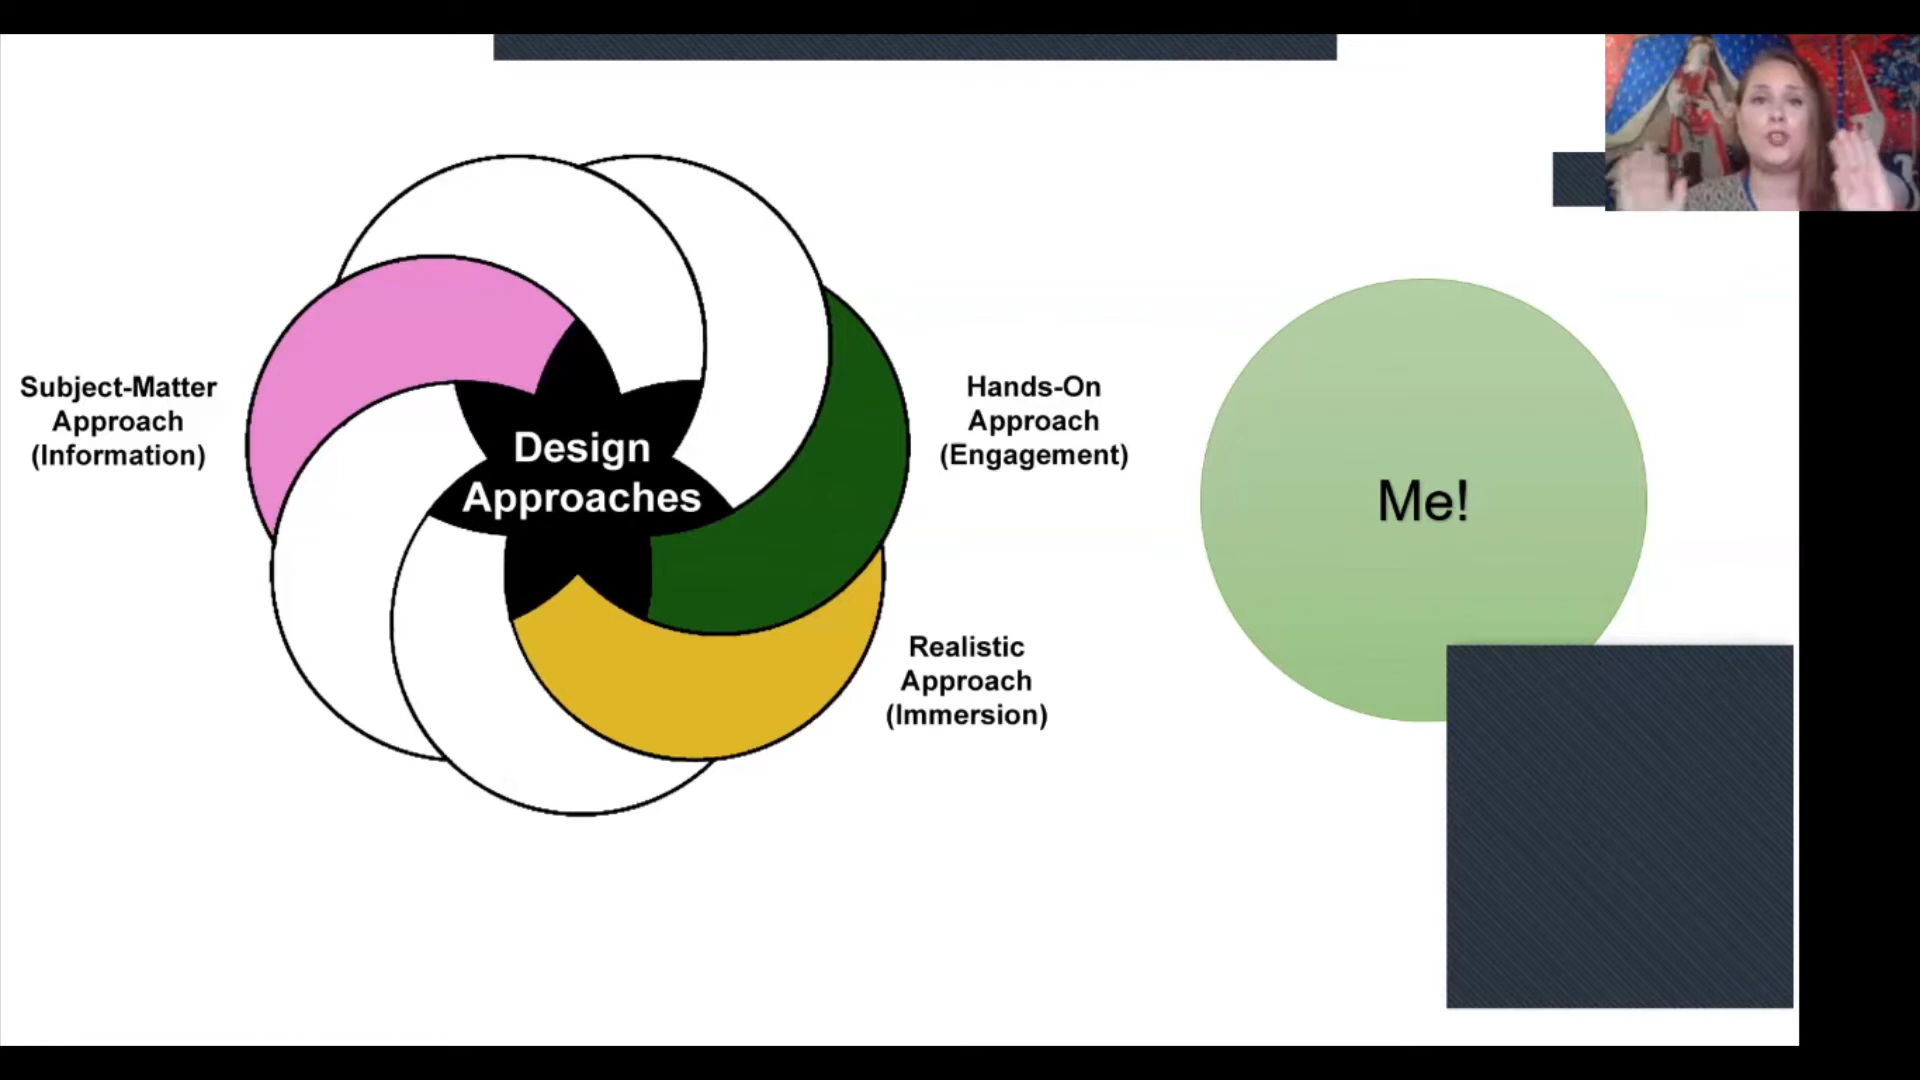 Subject-Matter
Approach
(Information)
Design
Approaches
Hands-On
Approach
(Engagement)
Realistic
Approach
(Immersion)
Me!